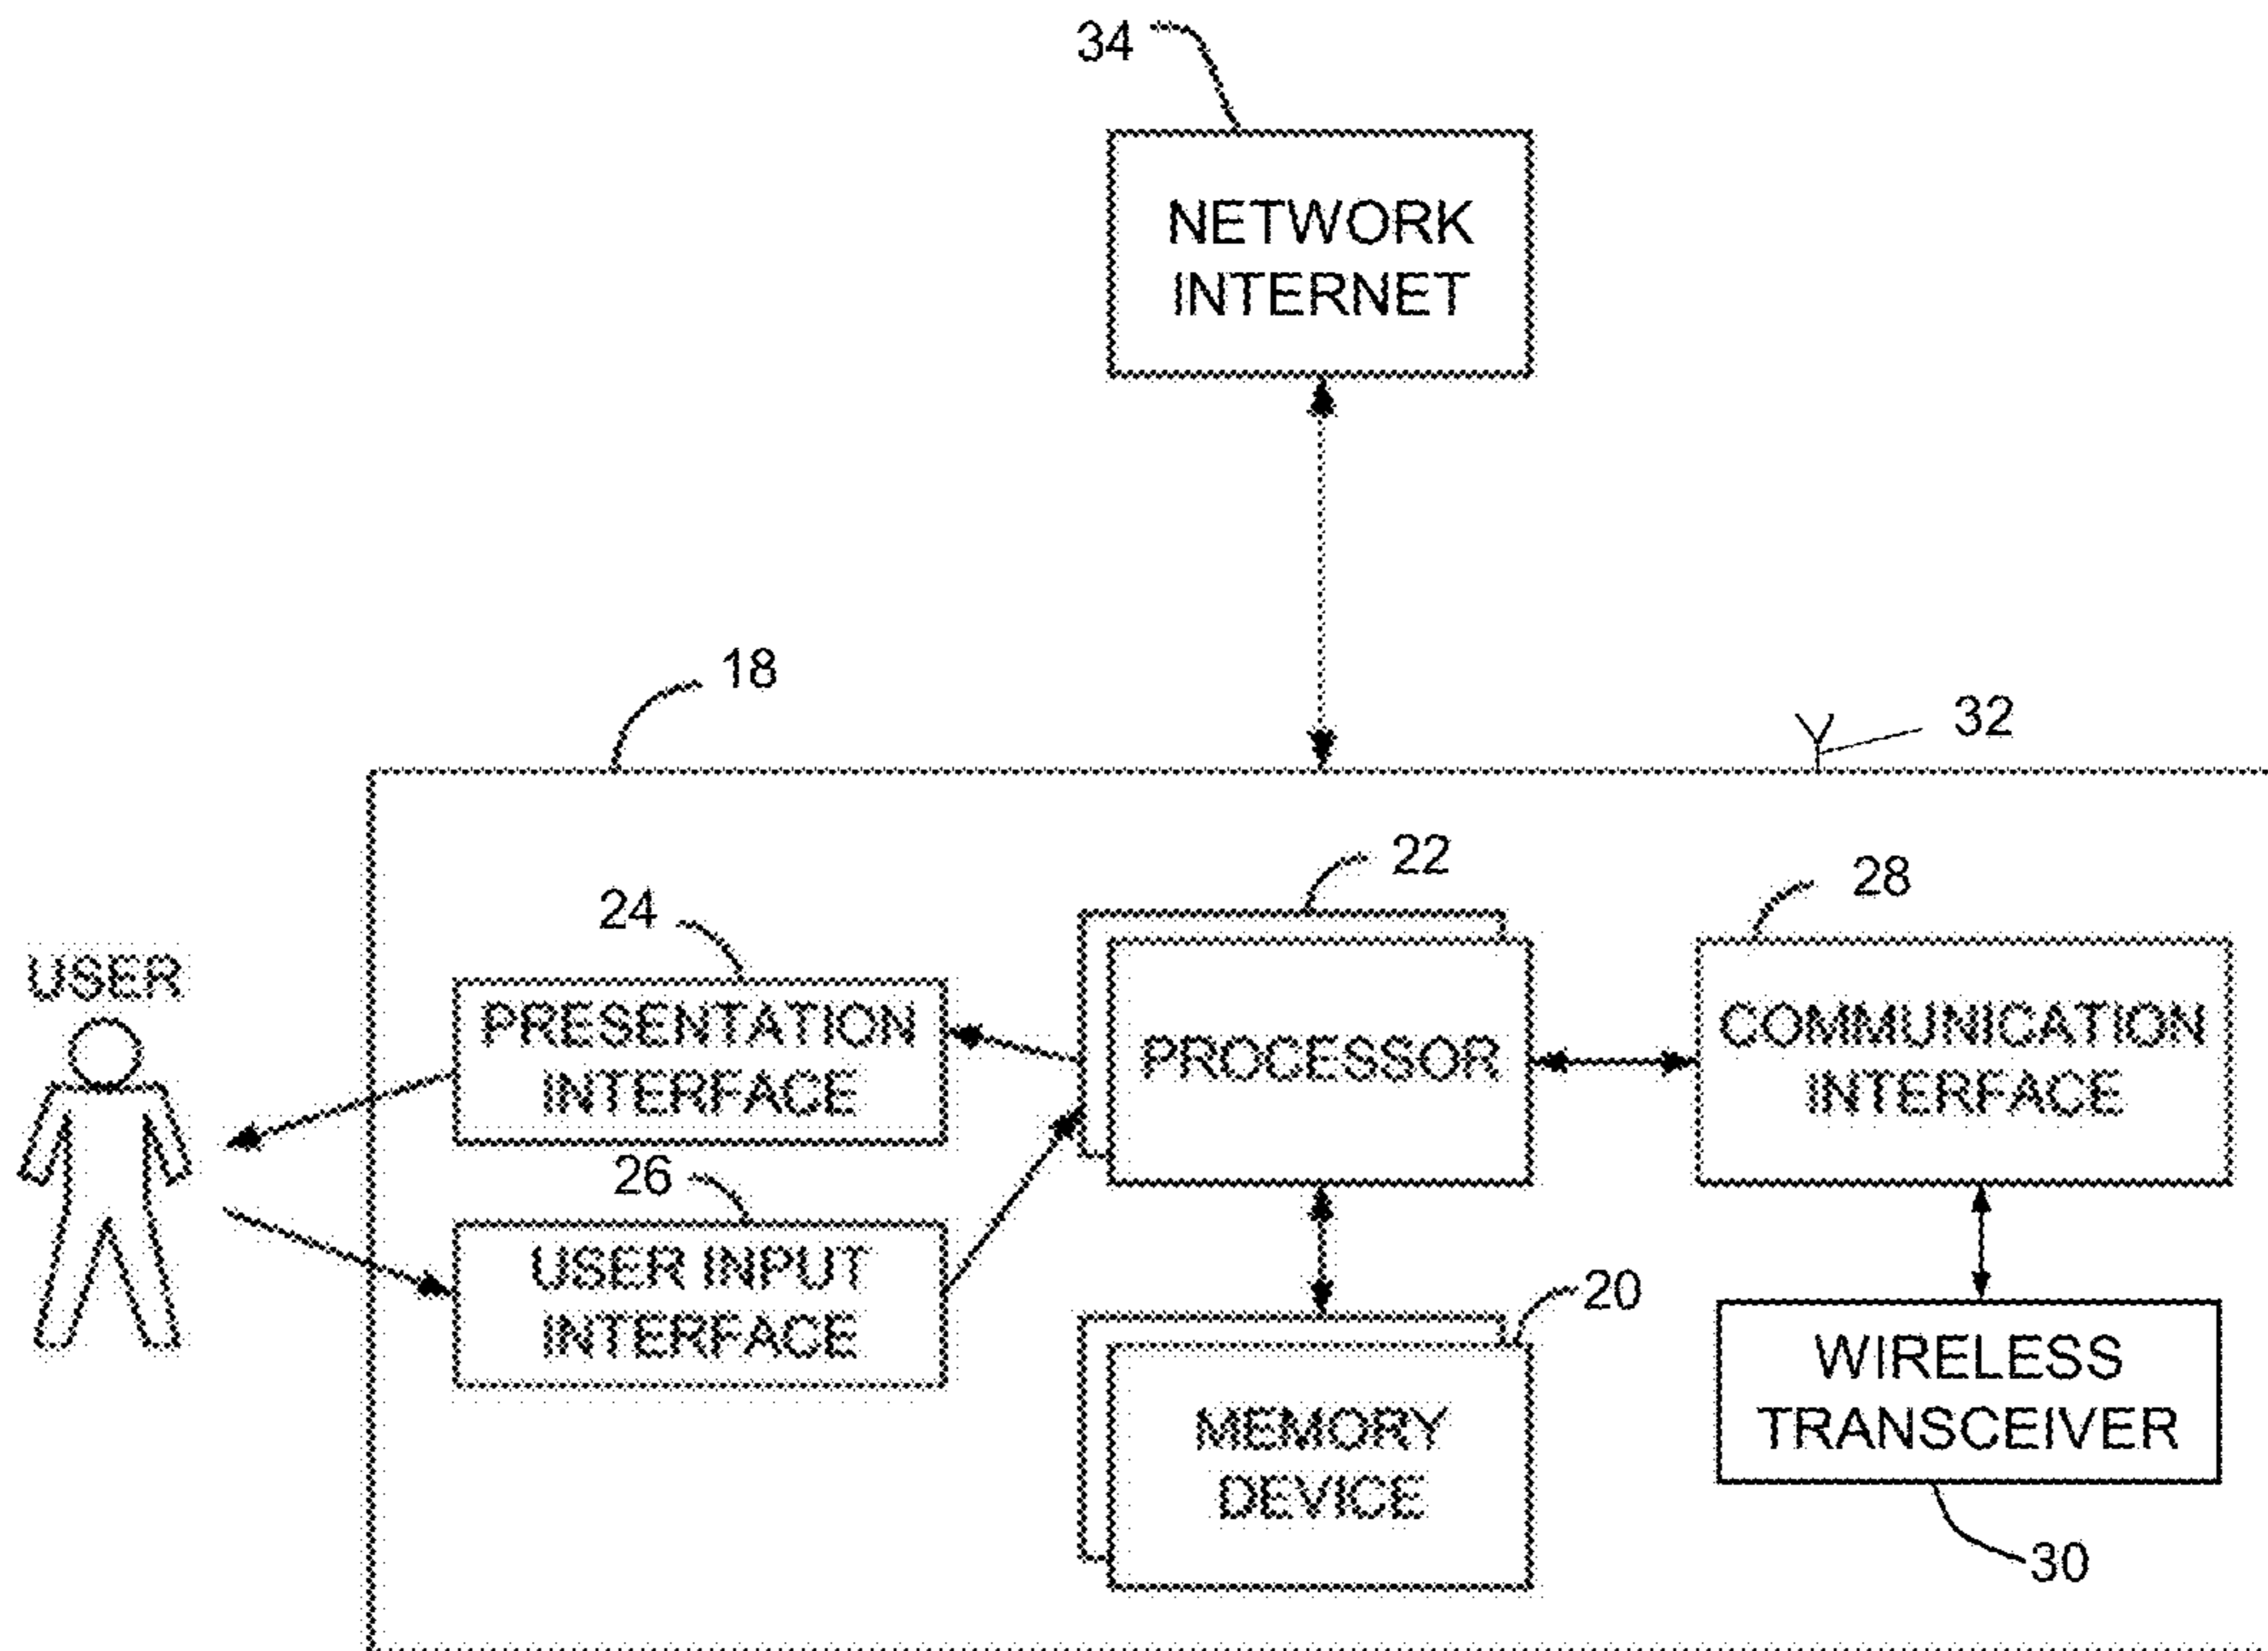 34
NETWORK
INTERNET
18
32
22
28
24
USER
PRESENTATION
INTERFACE
PROCESSOR
COMMUNICATION
INTERFACE
26
USER INPUT
INTERFACE
20
MEMORY
DEVICE
WIRELESS
TRANSCEIVER
30